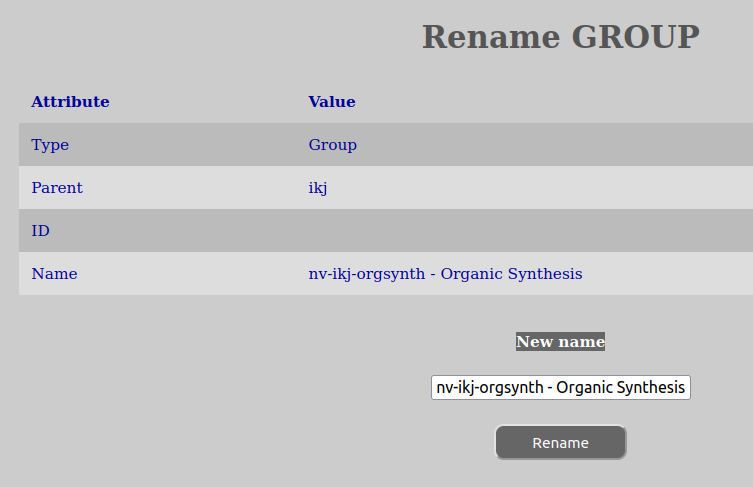 Rename GROUP
Attribute Value
Type Group
Parent ikj
ID
Name nv-ikj-orgsynth - Organic Synthesis
New name
nv-ikj-orgsynth - Organic Synthesis
Rename